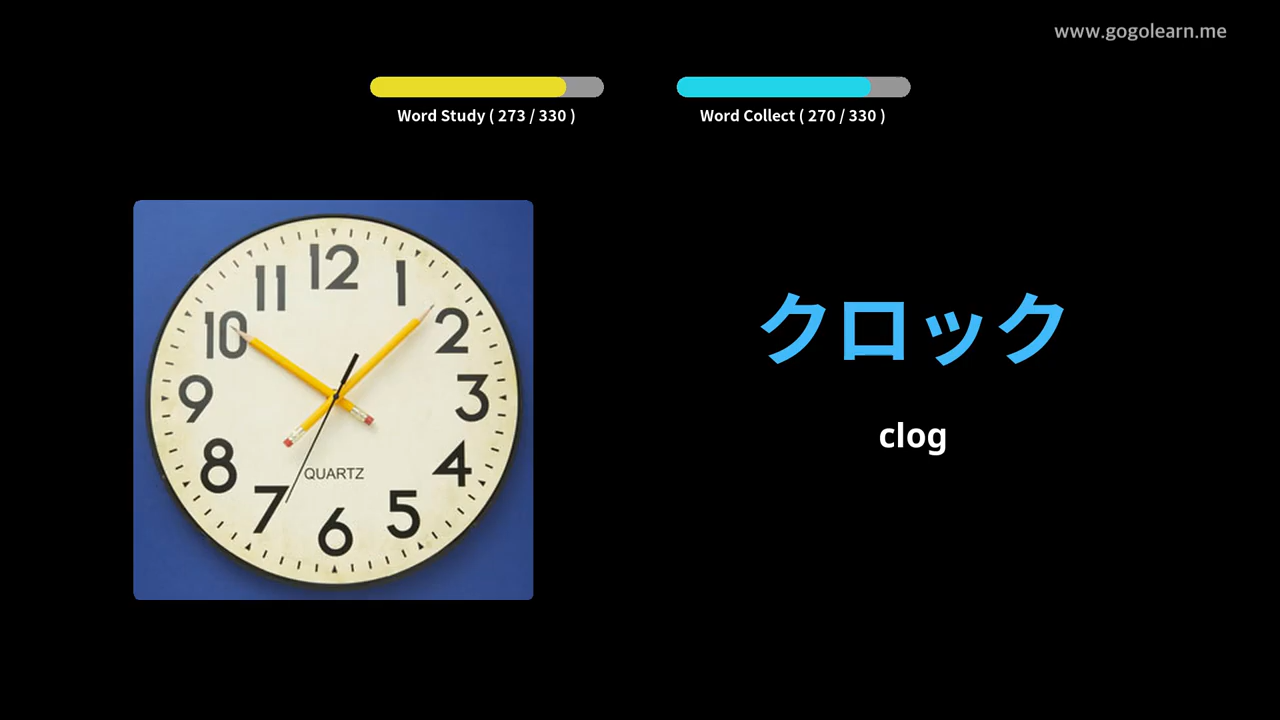 www.gogolearn.me
Word Study ( 273 / 330 )
Word Collect ( 270 / 330 )
12
11
1
10
2
9
3
8
4
QUARTZ
7
5
6
クロック
clog